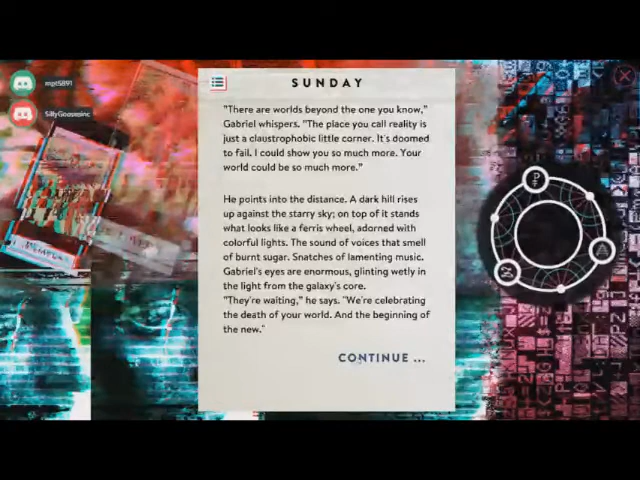 mpt5891
SUNDAY
"There are worlds beyond the one you know,"
Gabriel whispers. "The place you call reality is
just a claustrophobic little corner. It's doomed
to fail. I could show you so much more. Your
world could be so much more."
He points into the distance. A dark hill rises
up against the starry sky; on top of it stands
what looks like a ferris wheel, adorned with
colorful lights. The sound of voices that smell
of burnt sugar. Snatches of lamenting music.
Gabriel's eyes are enormous, glinting wetly in
the light from the galaxy's core.
"They're waiting," he says. "We're celebrating
the death of your world. And the beginning of
the new."
CONTINUE ...